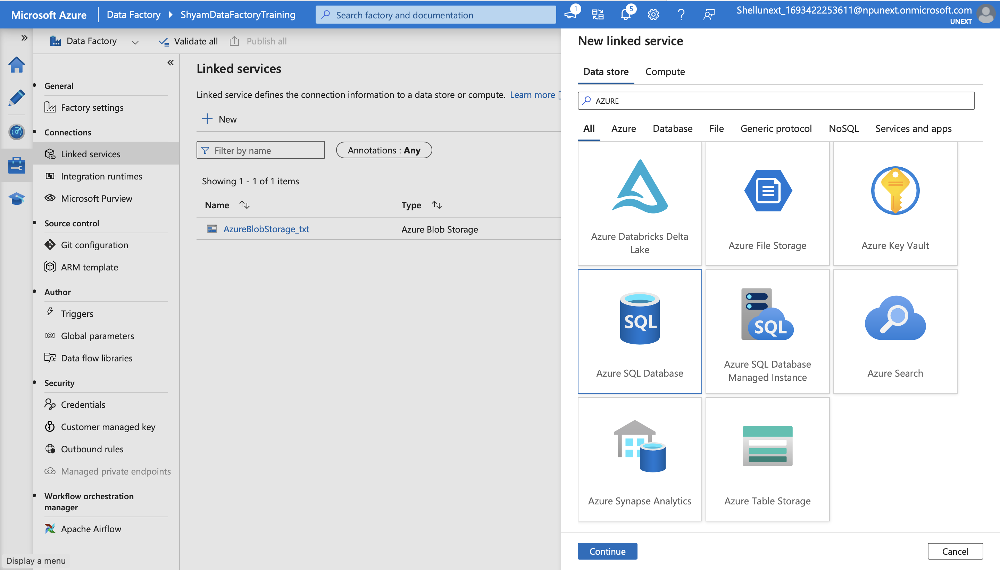 Microsoft Azure
Data Factory
ShyamDataFactoryTraining
Search factory and documentation
1
5
Shellunext_1693422253611@npunext.onmicrosoft.com
UNEXT
Data Factory
Validate all
Publish all
General
Factory settings
Connections
Linked services
Integration runtimes
Microsoft Purview
Source control
Git configuration
ARM template
Author
Triggers
Global parameters
Data flow libraries
Security
Credentials
Customer managed key
Outbound rules
Managed private endpoints
Workflow orchestration
manager
Apache Airflow
Display a menu
Linked services
Linked service defines the connection information to a data store or compute. Learn more
New
Filter by name
Annotations : Any
Showing 1 - 1 of 1 items
Name
Type
AzureBlobStorage_txt
Azure Blob Storage
New linked service
Data store
Compute
AZURE
All
Azure
Database
File
Generic protocol
NoSQL
Services and apps
Azure Databricks Delta
Lake
Azure File Storage
Azure Key Vault
SQL
Azure SQL Database
SQL
Azure SQL Database
Managed Instance
Azure Search
Azure Synapse Analytics
Azure Table Storage
Continue
Cancel